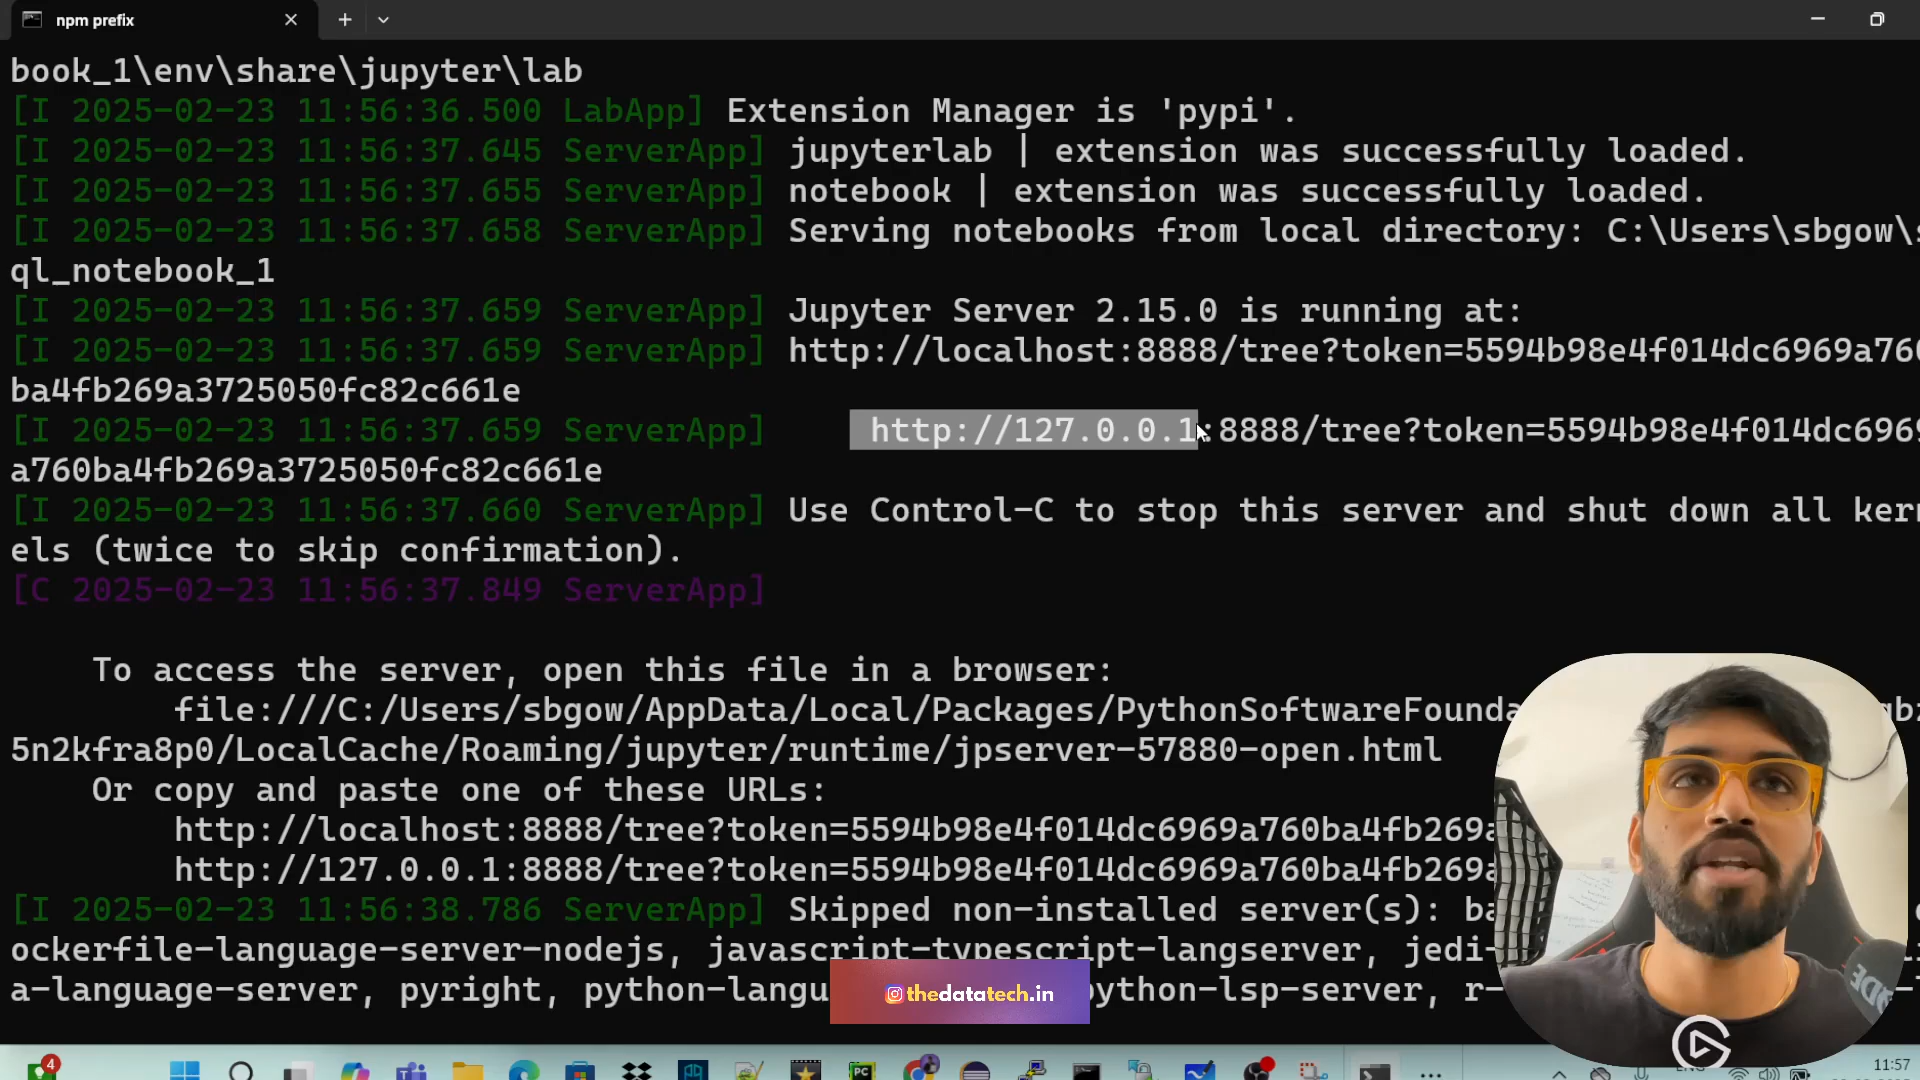 npm prefix
book_1\env\share\jupyter\lab
[I 2025-02-23 11:56:36.500 LabApp] Extension Manager is 'pypi'.
[I 2025-02-23 11:56:37.645 ServerApp] jupyterlab | extension was successfully loaded.
[I 2025-02-23 11:56:37.655 ServerApp] notebook | extension was successfully loaded.
[I 2025-02-23 11:56:37.658 ServerApp] Serving notebooks from local directory: C:\Users\sbgow\s
ql_notebook_1
[I 2025-02-23 11:56:37.659 ServerApp] Jupyter Server 2.15.0 is running at:
[I 2025-02-23 11:56:37.659 ServerApp] http://localhost:8888/tree?token=5594b98e4f014dc6969a760
ba4fb269a3725050fc82c661e
[I 2025-02-23 11:56:37.659 ServerApp] http://127.0.0.1:8888/tree?token=5594b98e4f014dc6969
a760ba4fb269a3725050fc82c661e
[I 2025-02-23 11:56:37.660 ServerApp] Use Control-C to stop this server and shut down all kern
els (twice to skip confirmation).
[C 2025-02-23 11:56:37.849 ServerApp]
To access the server, open this file in a browser:
file:///C:/Users/sbgow/AppData/Local/Packages/PythonSoftwareFounda
5n2kfra8p0/LocalCache/Roaming/jupyter/runtime/jpserver-57880-open.html
Or copy and paste one of these URLs:
http://localhost:8888/tree?token=5594b98e4f014dc6969a760ba4fb269a
http://127.0.0.1:8888/tree?token=5594b98e4f014dc6969a760ba4fb269a
[I 2025-02-23 11:56:38.786 ServerApp] Skipped non-installed server(s): ba
ockerfile-language-server-nodejs, javascript-typescript-langserver, jedi-
a-language-server, pyright, python-langu python-lsp-server, r-
thedatatech.in
4
11:57